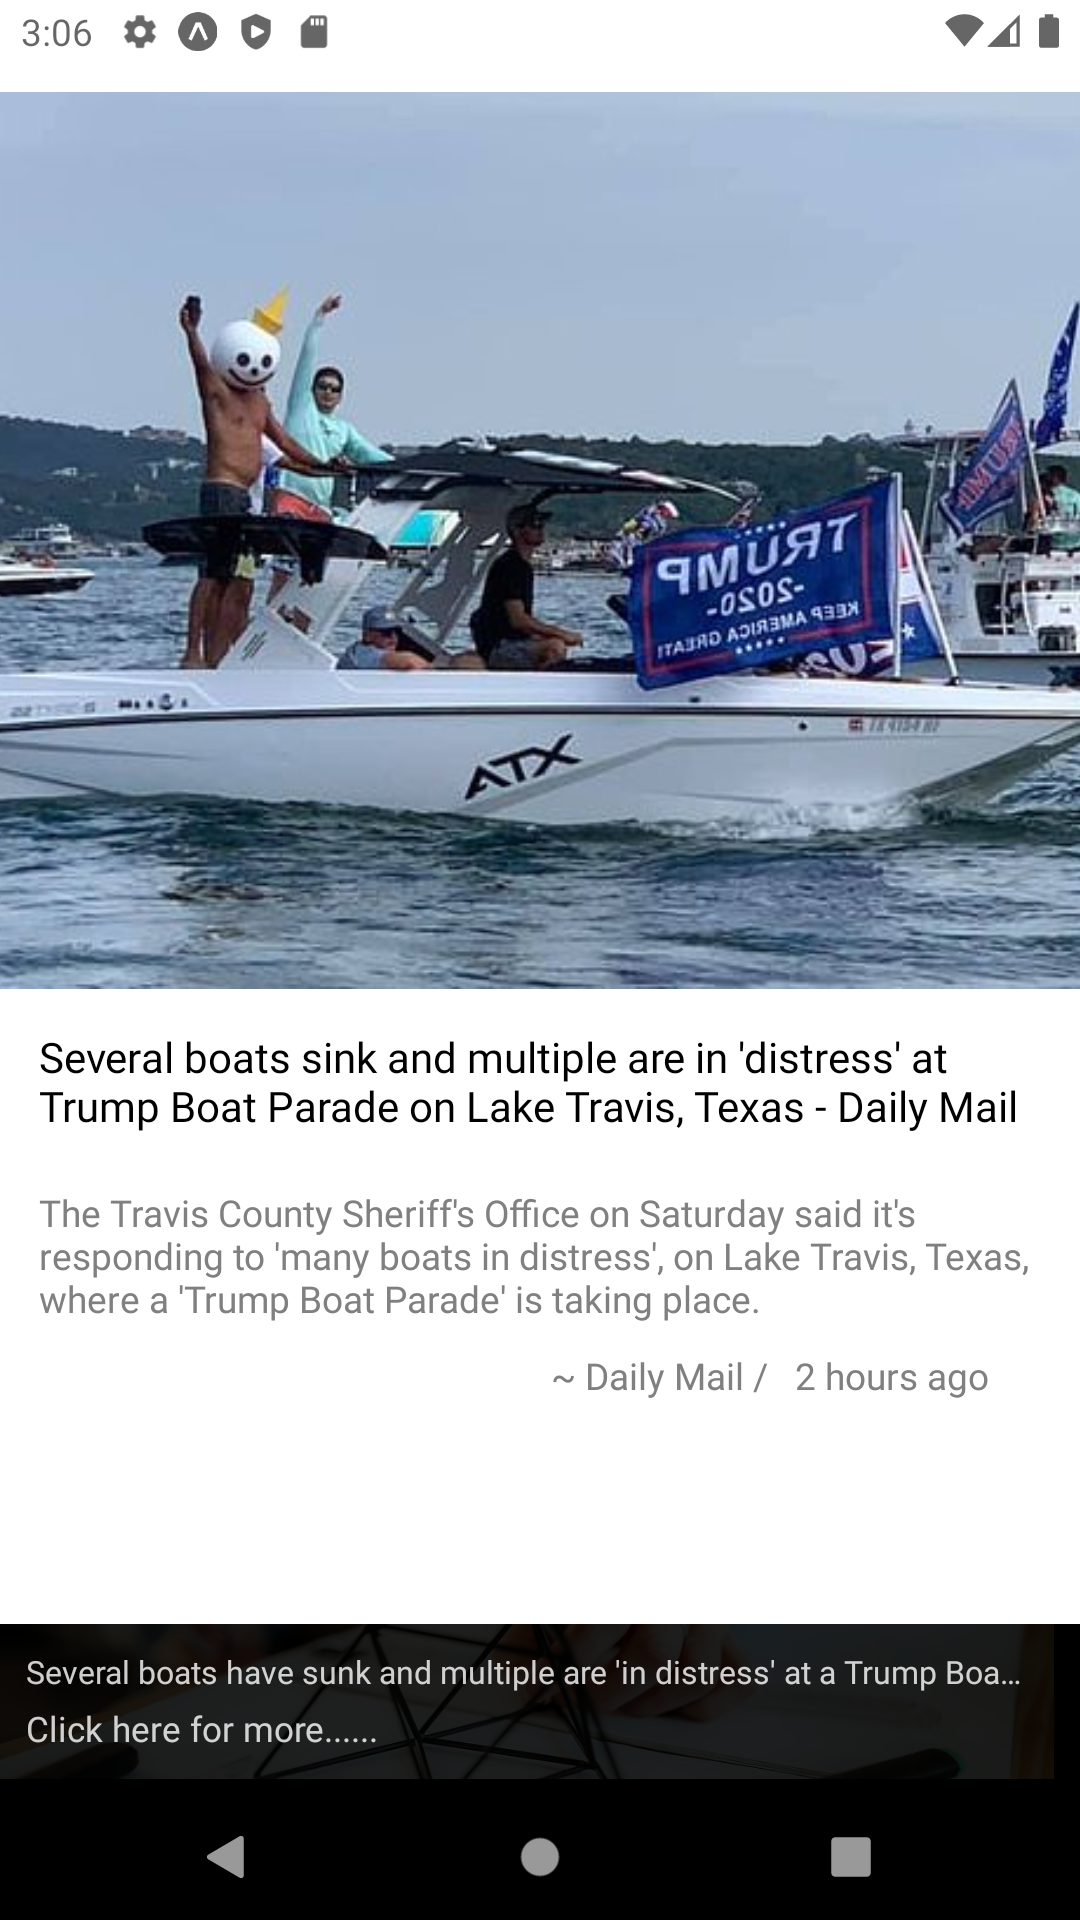 3:06
TRUMP
TRUMP
-2020-
KEEP AMERICA GREAT!
ATX
Several boats sink and multiple are in 'distress' at
Trump Boat Parade on Lake Travis, Texas - Daily Mail
The Travis County Sheriff's Office on Saturday said it's
responding to 'many boats in distress', on Lake Travis, Texas,
where a 'Trump Boat Parade' is taking place.
~ Daily Mail / 2 hours ago
Several boats have sunk and multiple are 'in distress' at a Trump Boa…
Click here for more......